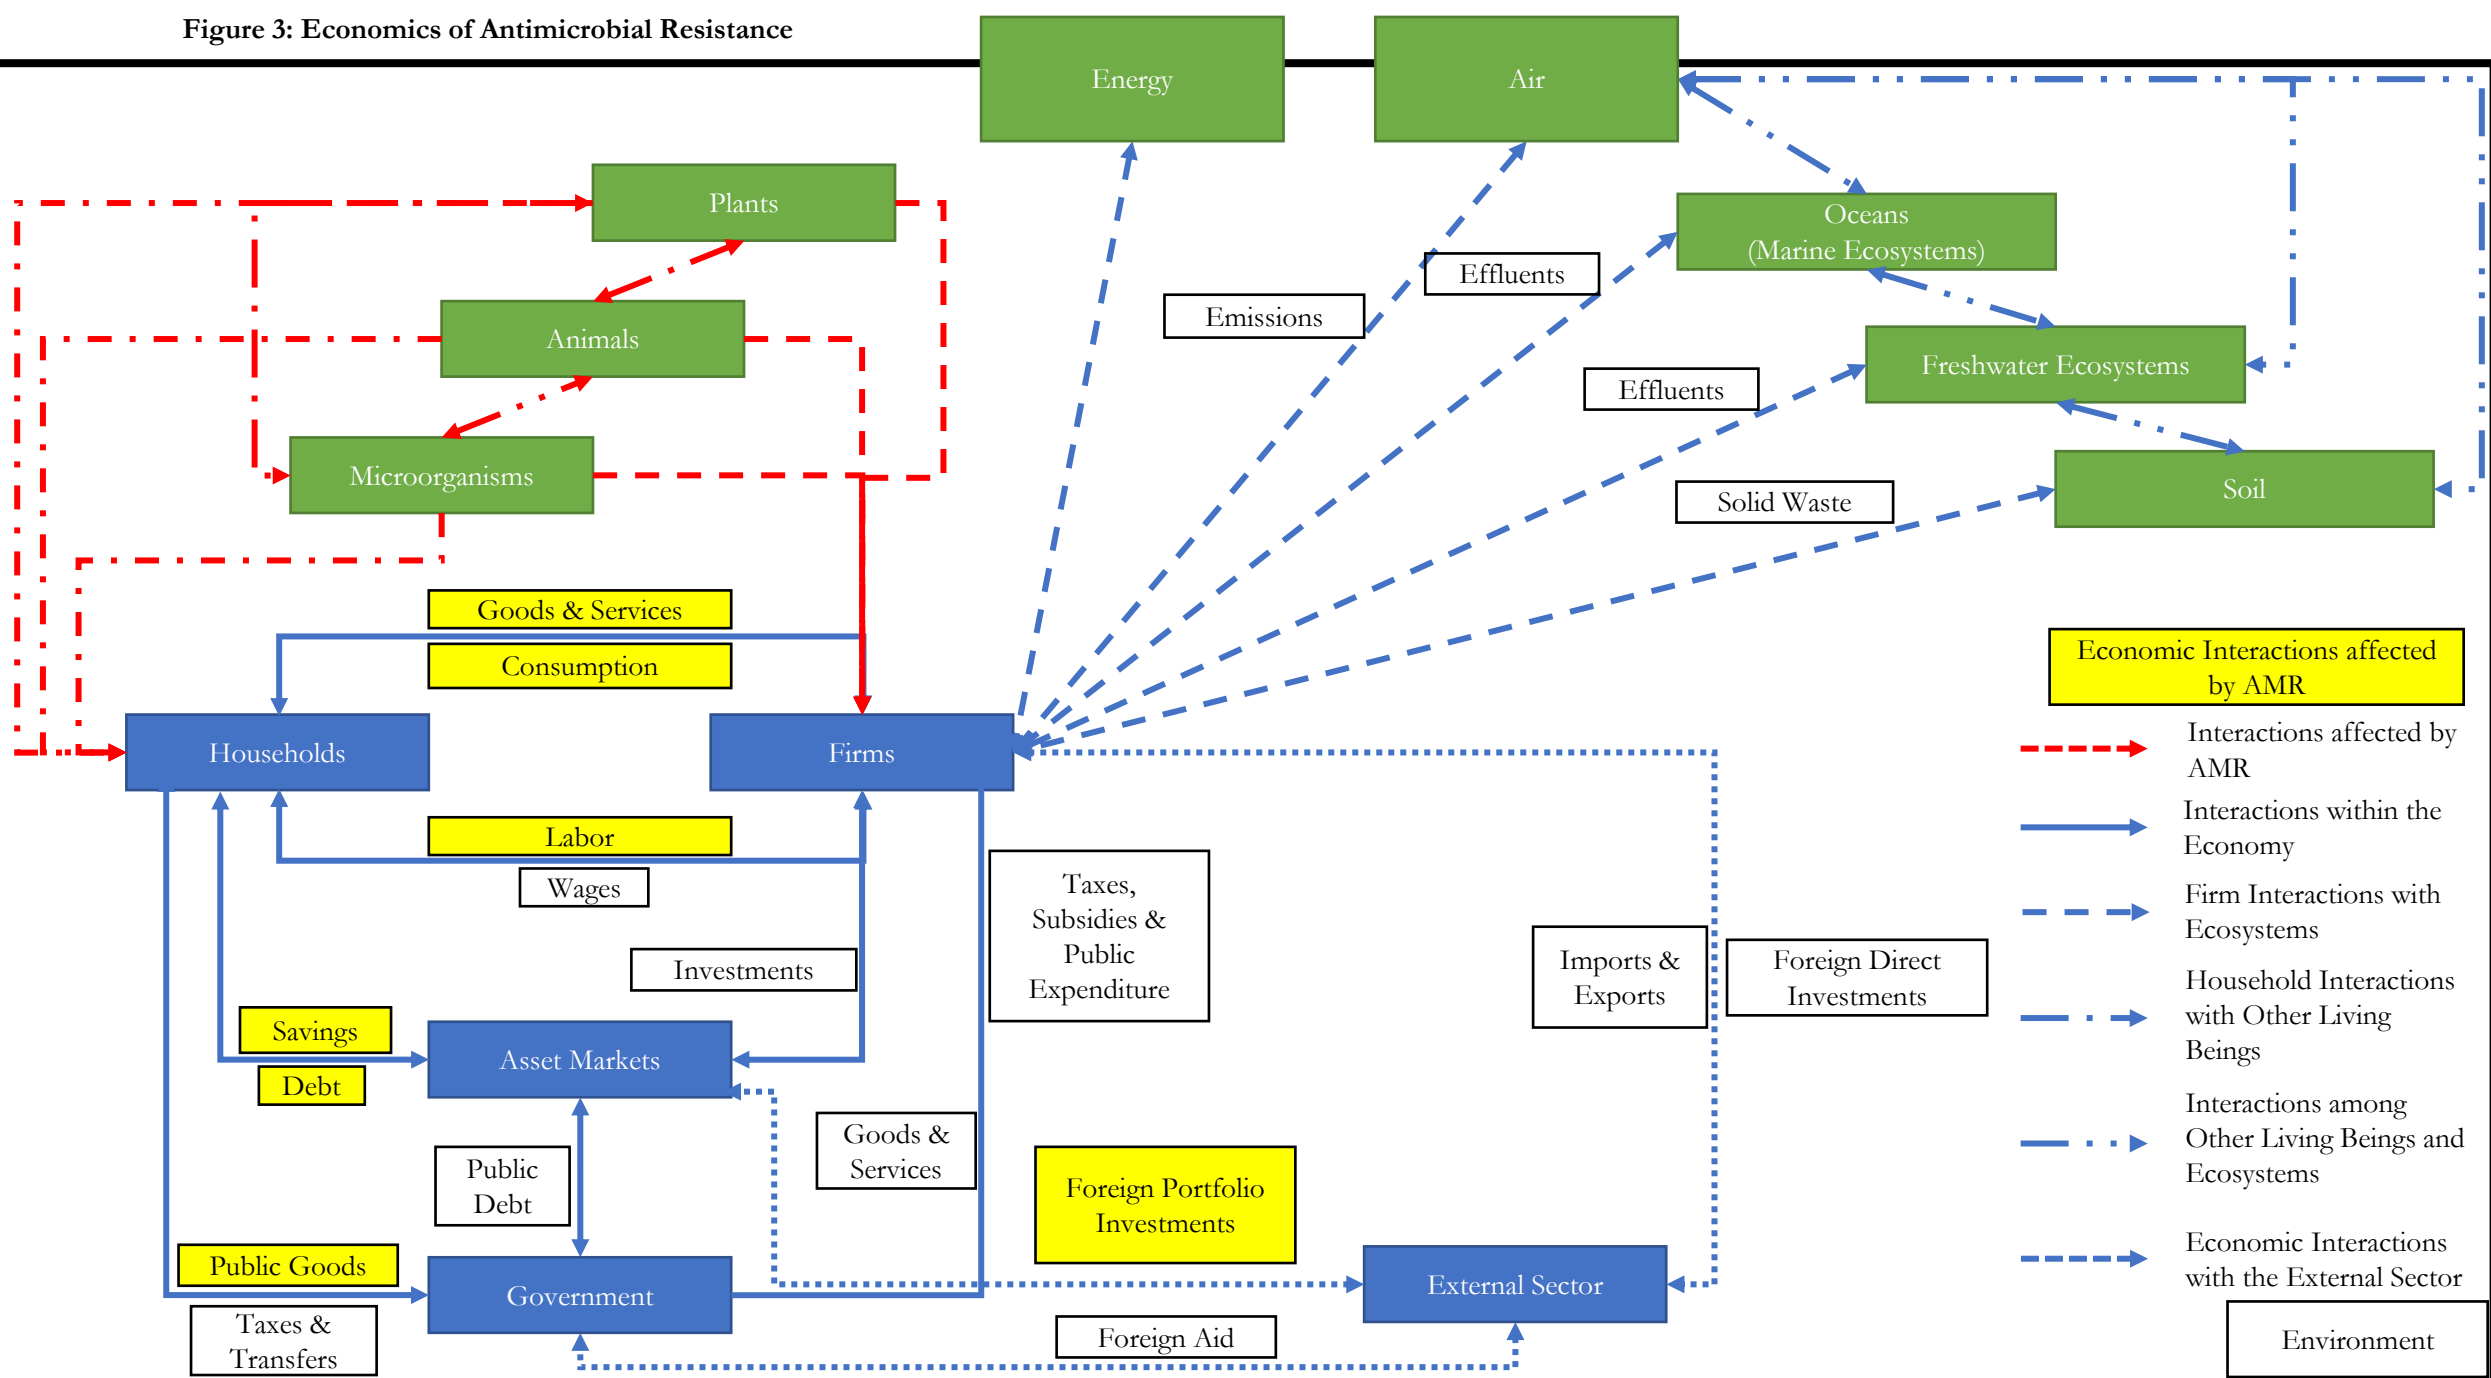 Figure 3: Economics of Antimicrobial Resistance
Energy
Air
Plants
Oceans
(Marine Ecosystems)
Effluents
Emissions
Animals
Freshwater Ecosystems
Effluents
Microorganisms
Solid Waste
Soil
Goods & Services
Consumption
Households
Firms
Labor
Wages
Taxes,
Subsidies &
Public
Expenditure
Investments
Imports &
Exports
Foreign Direct
Investments
Savings
Debt
Asset Markets
Goods &
Services
Public
Debt
Foreign Portfolio
Investments
Public Goods
Government
External Sector
Taxes &
Transfers
Foreign Aid
Economic Interactions affected
by AMR
Interactions affected by
AMR
Interactions within the
Economy
Firm Interactions with
Ecosystems
Household Interactions
with Other Living
Beings
Interactions among
Other Living Beings and
Ecosystems
Economic Interactions
with the External Sector
Environment